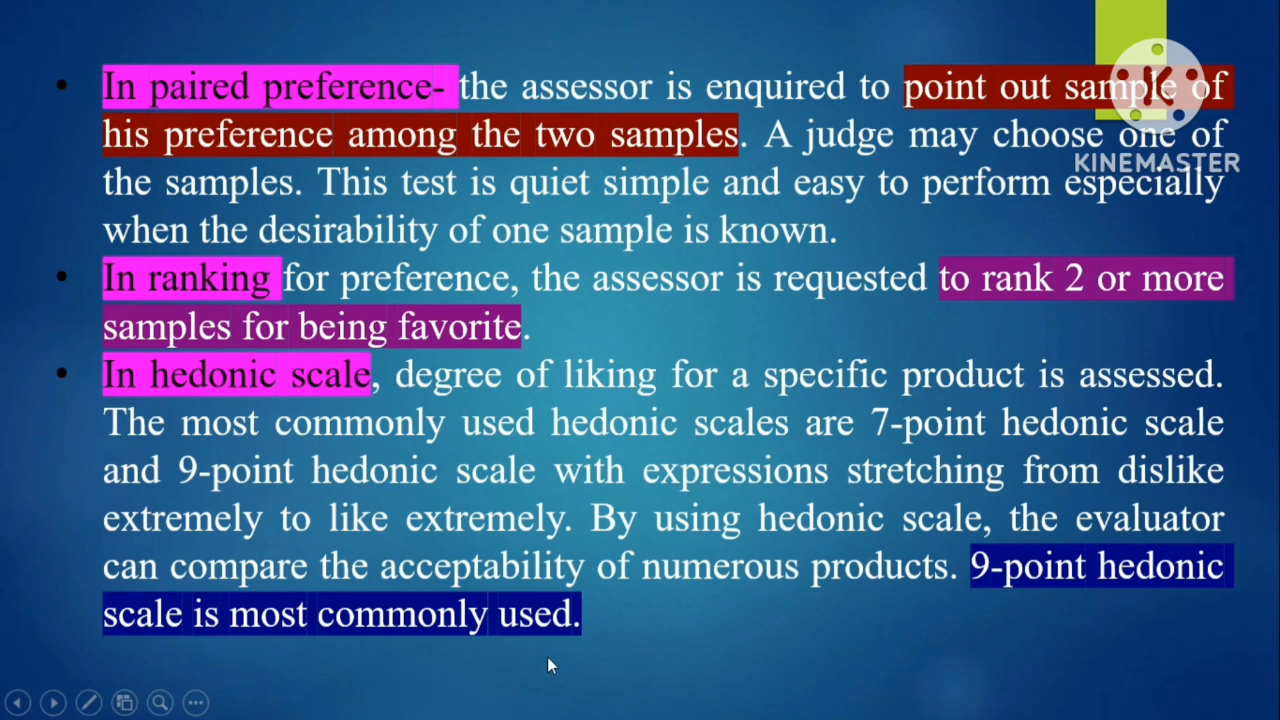 • In paired preference- the assessor is enquired to point out sample of
his preference among the two samples. A judge may choose one of
KINEMASTER
the samples. This test is quiet simple and easy to perform especially
when the desirability of one sample is known.
• In ranking for preference, the assessor is requested to rank 2 or more
samples for being favorite.
• In hedonic scale, degree of liking for a specific product is assessed.
The most commonly used hedonic scales are 7-point hedonic scale
and 9-point hedonic scale with expressions stretching from dislike
extremely to like extremely. By using hedonic scale, the evaluator
can compare the acceptability of numerous products. 9-point hedonic
scale is most commonly used.